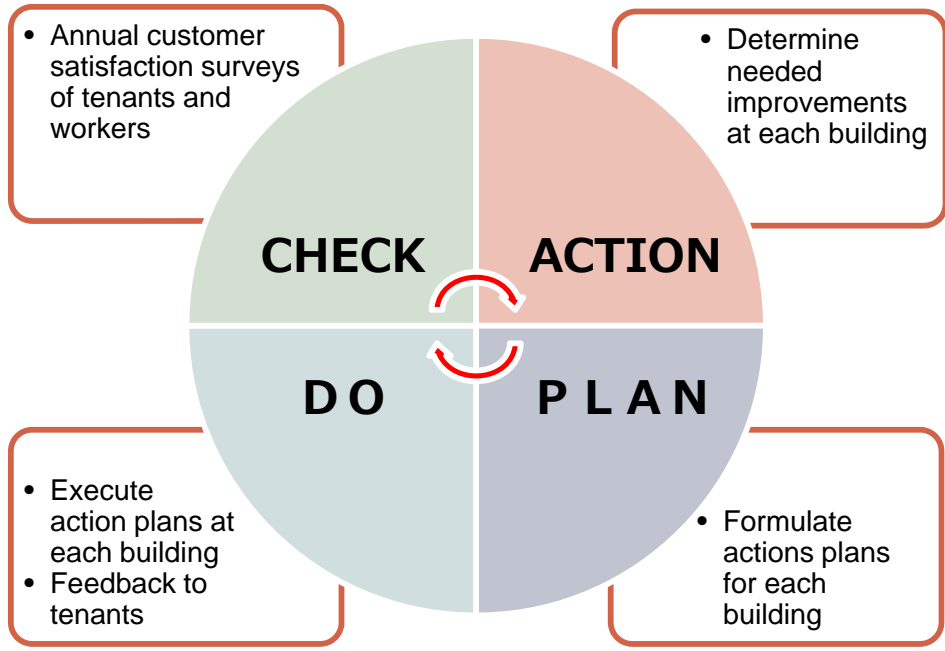 • Annual customer
satisfaction surveys
of tenants and
workers
• Determine
needed
improvements
at each building
CHECK
ACTION
DO
PLAN
• Execute
action plans at
each building
• Feedback to
tenants
• Formulate
actions plans
for each
building